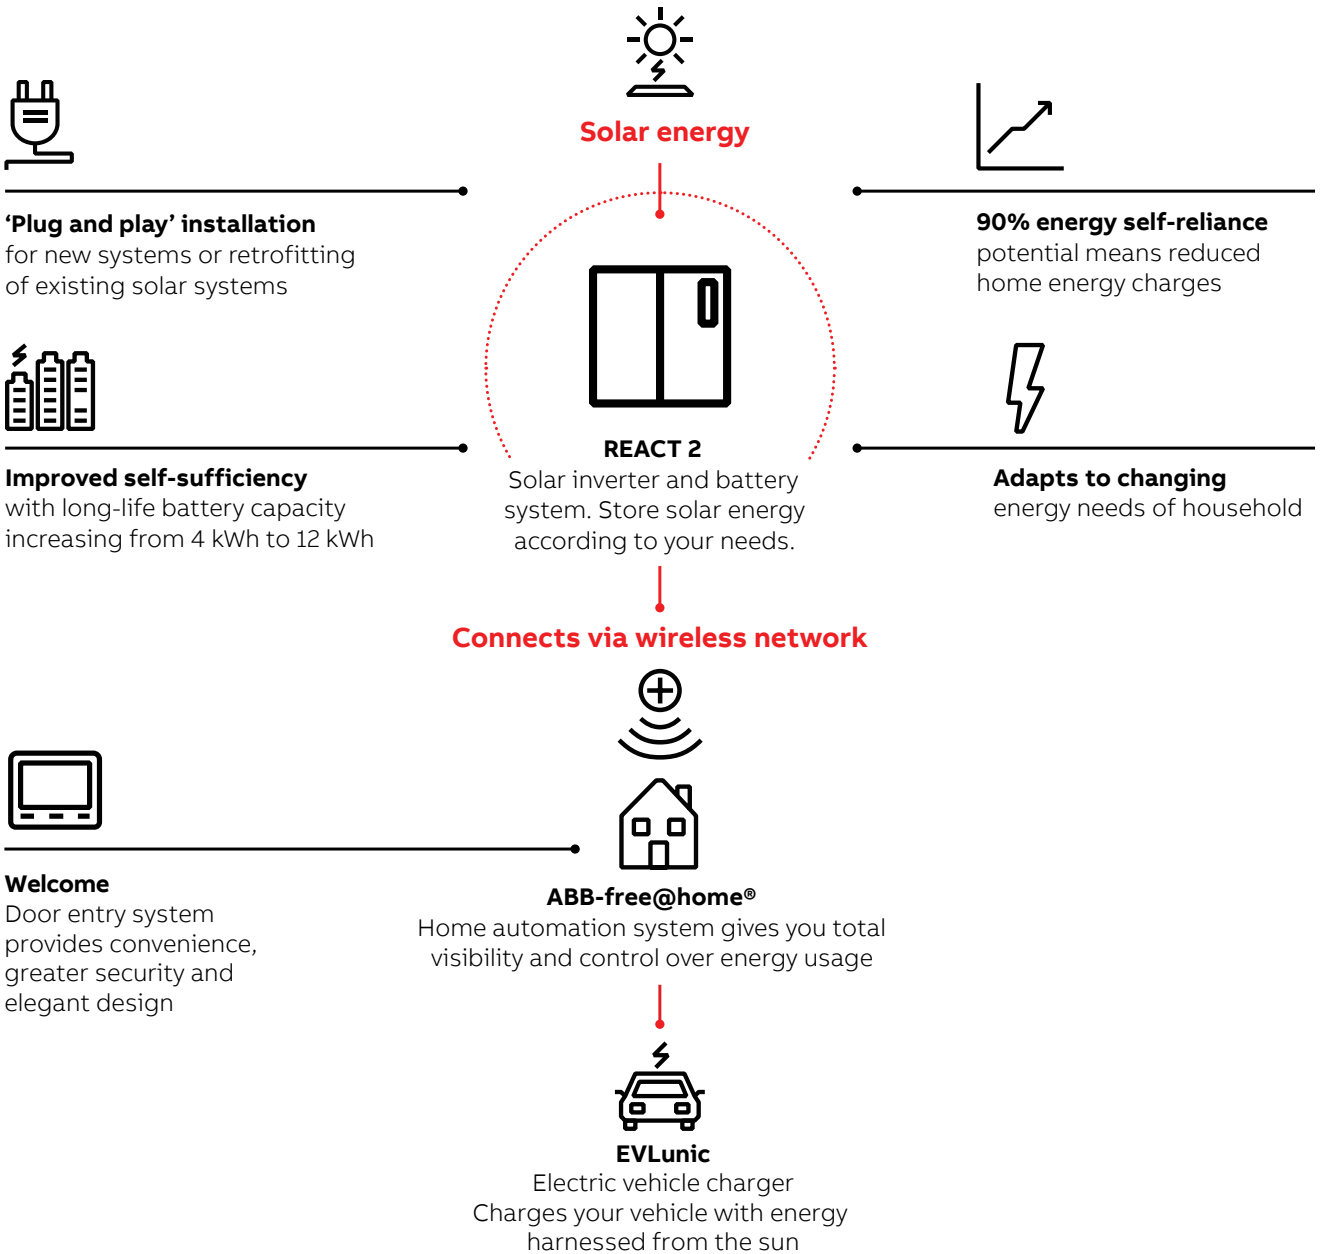 Solar energy
‘Plug and play’ installation
for new systems or retrofitting
of existing solar systems
90% energy self-reliance
potential means reduced
home energy charges
Improved self-sufficiency
with long-life battery capacity
increasing from 4 kWh to 12 kWh
REACT 2
Solar inverter and battery
system. Store solar energy
according to your needs.
Adapts to changing
energy needs of household
Connects via wireless network
Welcome
Door entry system
provides convenience,
greater security and
elegant design
ABB-free@home®
Home automation system gives you total
visibility and control over energy usage
EVLunic
Electric vehicle charger
Charges your vehicle with energy
harnessed from the sun